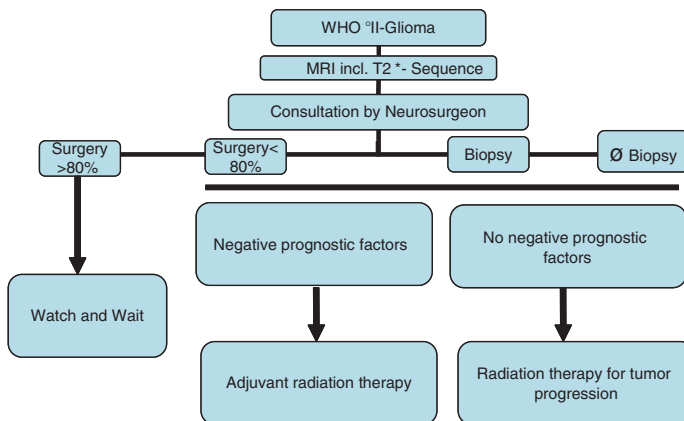 WHO °II-Glioma
MRI incl. T2 *- Sequence
Consultation by Neurosurgeon
Surgery
>80%
Surgery<
80%
Biopsy
Ø Biopsy
Negative prognostic factors
No negative prognostic
factors
Watch and Wait
Adjuvant radiation therapy
Radiation therapy for tumor
progression